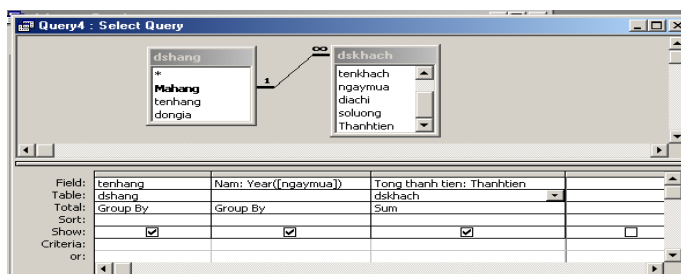 Query4 : Select Query
dshang
*
Mahang
tenhang
dongia
1
∞
dskhach
tenkhach
ngaymua
diachi
soluong
Thanhtien
Field: tenhang Nam: Year([ngaymua]) Tong thanh tien: Thanhtien
Table: dshang dskhach
Total: Group By Group By Sum
Sort:
Show:
Criteria:
or: